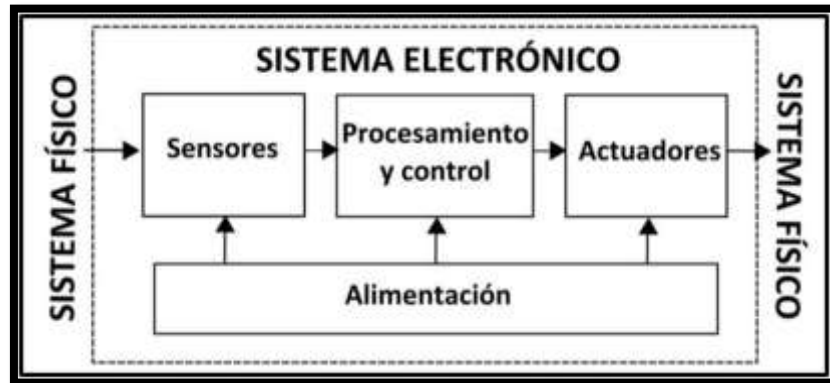 SISTEMA ELECTRÓNICO
SISTEMA FÍSICO
Sensores
Procesamiento
y control
Actuadores
SISTEMA FÍSICO
Alimentación